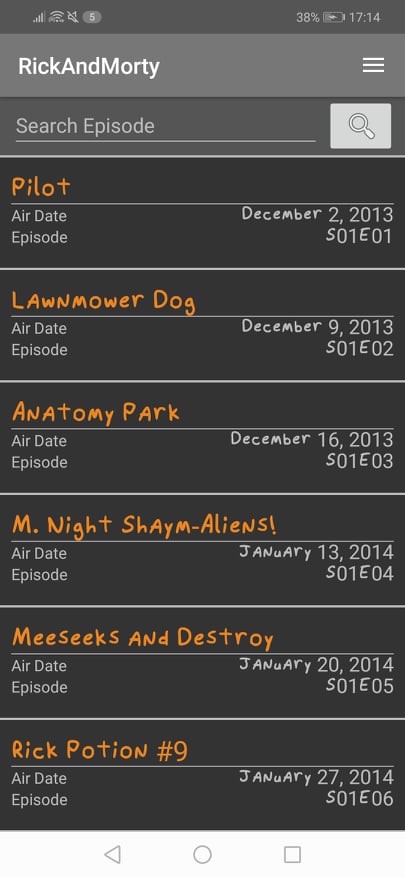 5 38% 17:14
RickAndMorty
Search Episode
Pilot
Air Date December 2, 2013
Episode S01E01
Lawnmower Dog
Air Date December 9, 2013
Episode S01E02
Anatomy Park
Air Date December 16, 2013
Episode S01E03
M. Night Shaym-Aliens!
Air Date January 13, 2014
Episode S01E04
Meeseeks and Destroy
Air Date January 20, 2014
Episode S01E05
Rick Potion #9
Air Date January 27, 2014
Episode S01E06